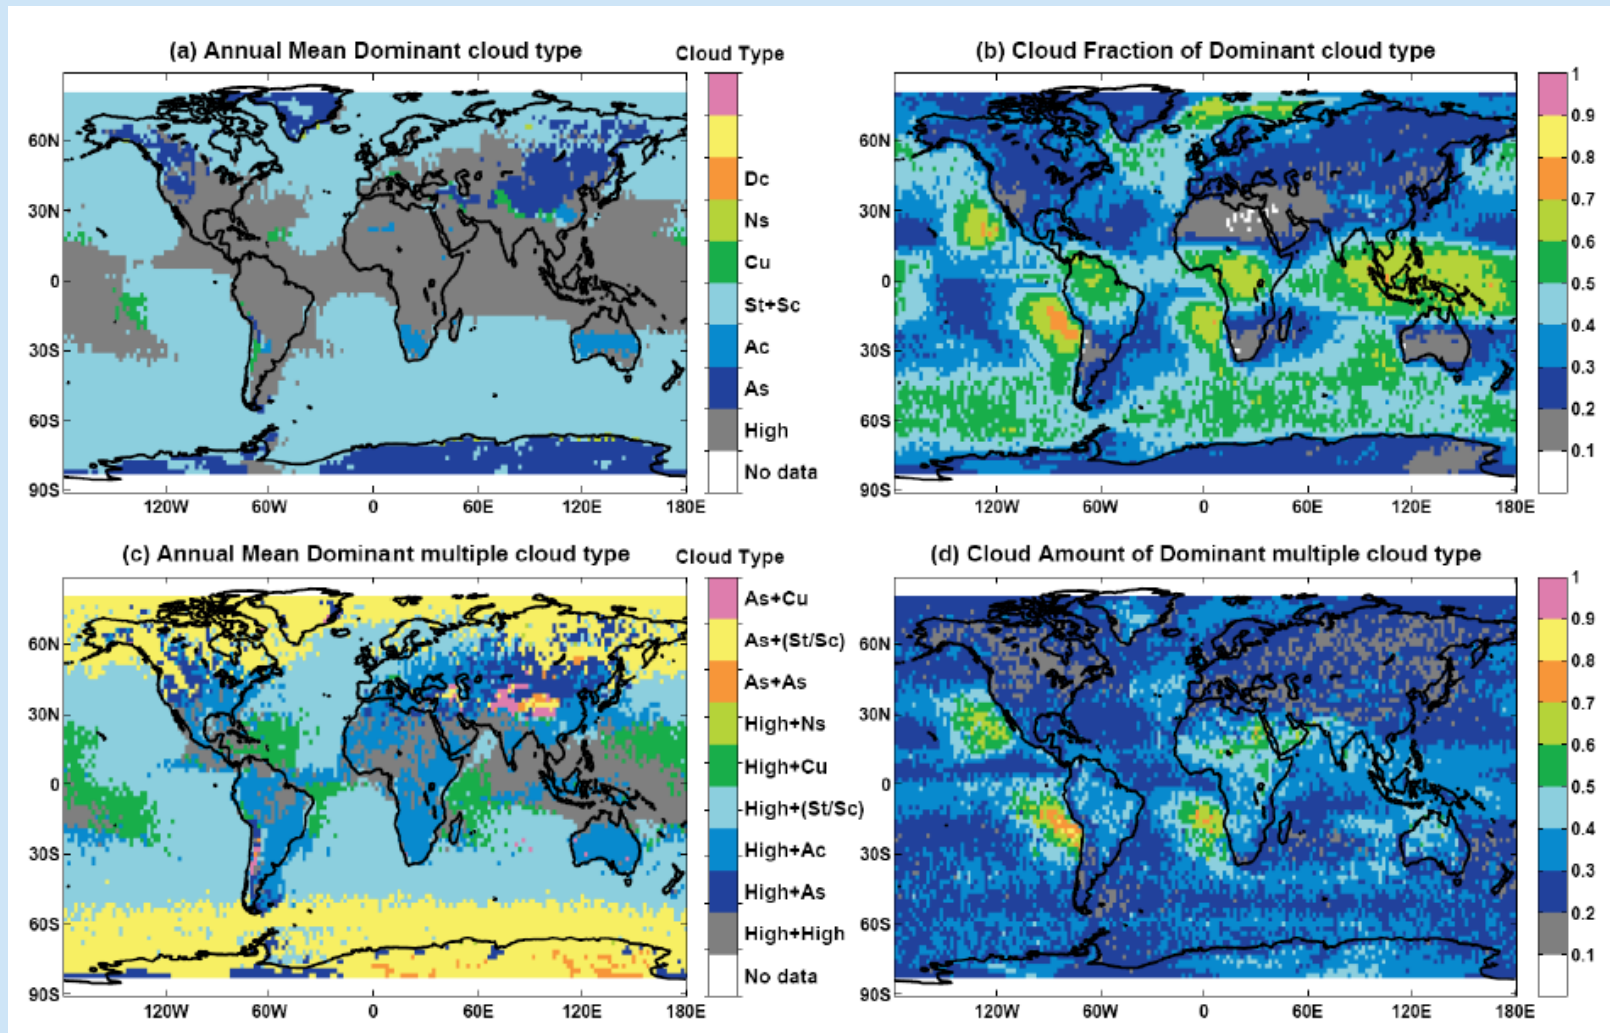 (a) Annual Mean Dominant cloud type
Cloud Type
60N
30N
0
30S
60S
90S
120W 60W 0 60E 120E 180E
Dc
Ns
Cu
St+Sc
Ac
As
High
No data
(b) Cloud Fraction of Dominant cloud type
60N
30N
0
30S
60S
90S
120W 60W 0 60E 120E 180E
1
0.9
0.8
0.7
0.6
0.5
0.4
0.3
0.2
0.1
(c) Annual Mean Dominant multiple cloud type
Cloud Type
60N
30N
0
30S
60S
90S
120W 60W 0 60E 120E 180E
As+Cu
As+(St/Sc)
As+As
High+Ns
High+Cu
High+(St/Sc)
High+Ac
High+As
High+High
No data
(d) Cloud Amount of Dominant multiple cloud type
60N
30N
0
30S
60S
90S
120W 60W 0 60E 120E 180E
1
0.9
0.8
0.7
0.6
0.5
0.4
0.3
0.2
0.1